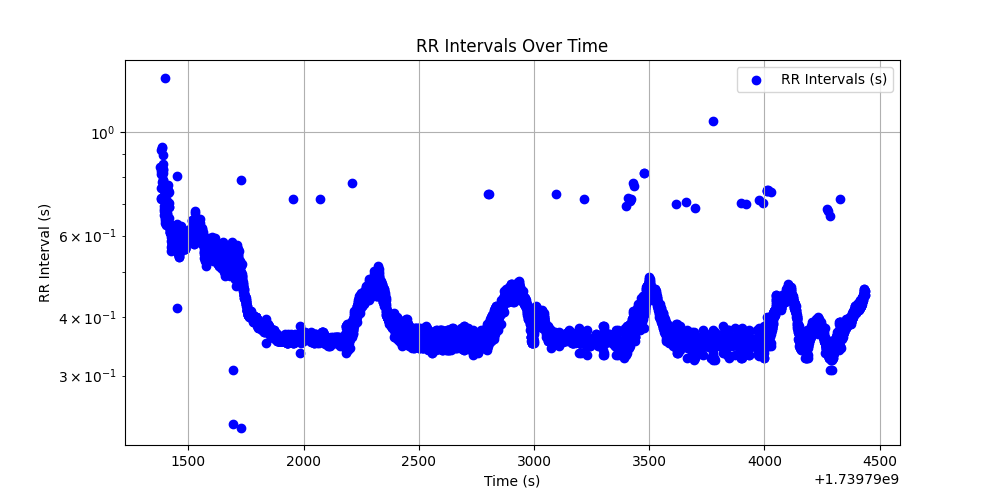 RR Intervals Over Time
RR Intervals (s)
10⁰
6 × 10⁻¹
4 × 10⁻¹
3 × 10⁻¹
RR Interval (s)
1500 2000 2500 3000 3500 4000 4500
Time (s)
+1.73979e9